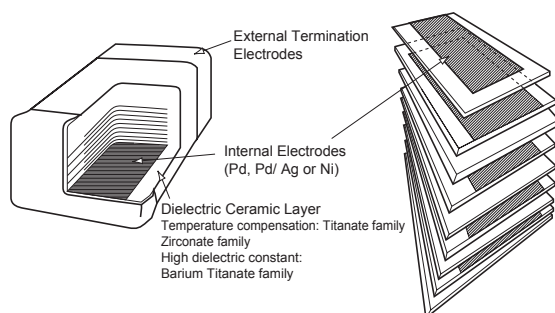 External Termination
Electrodes
Internal Electrodes
(Pd, Pd/ Ag or Ni)
Dielectric Ceramic Layer
Temperature compensation: Titanate family
Zirconate family
High dielectric constant:
Barium Titanate family